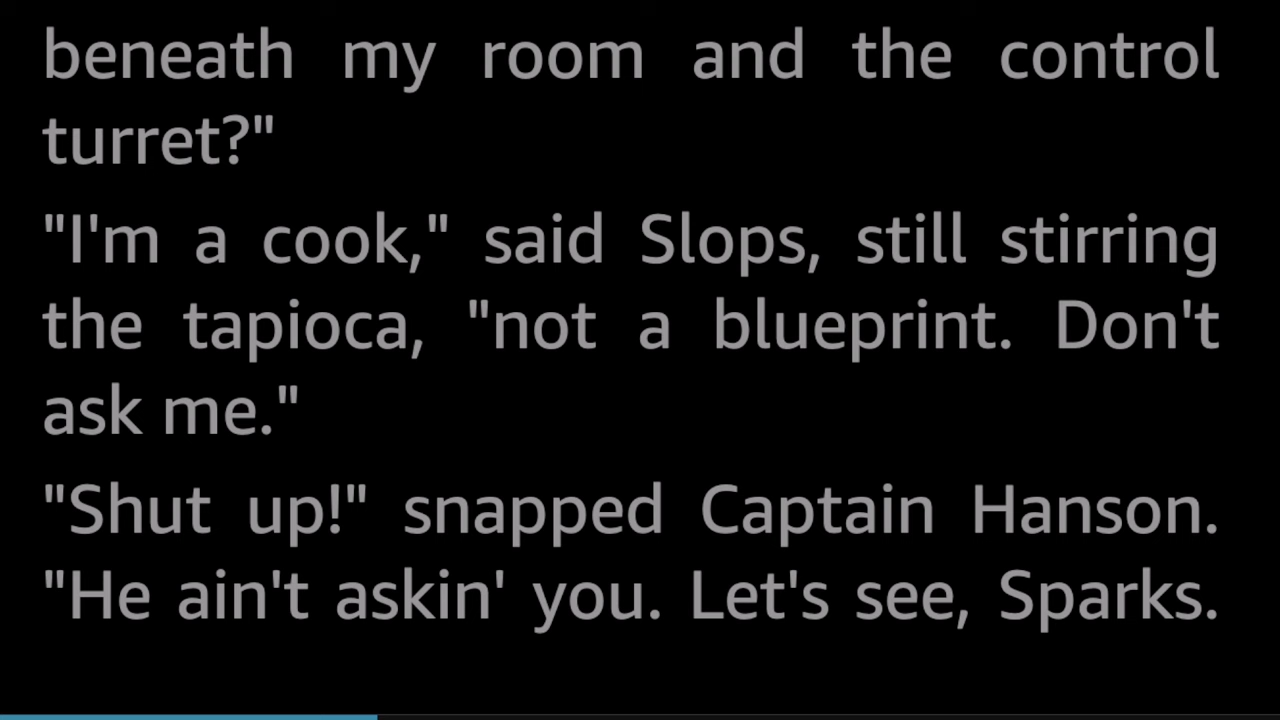 beneath my room and the control
turret?"
"I'm a cook," said Slops, still stirring
the tapioca, "not a blueprint. Don't
ask me."
"Shut up!" snapped Captain Hanson.
"He ain't askin' you. Let's see, Sparks.